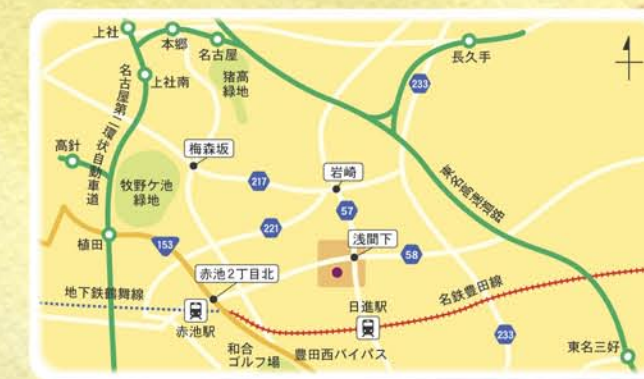 上社
本郷
名古屋
上社南
猪高
緑地
長久手
233
名古屋第二環状自動車道
高針
梅森坂
岩崎
牧野ケ池
緑地
217
57
東名高速道路
221
浅間下
植田
153
58
赤池2丁目北
地下鉄鶴舞線
日進駅
名鉄豊田線
赤池駅
233
和合
ゴルフ場
豊田西バイパス
東名三好